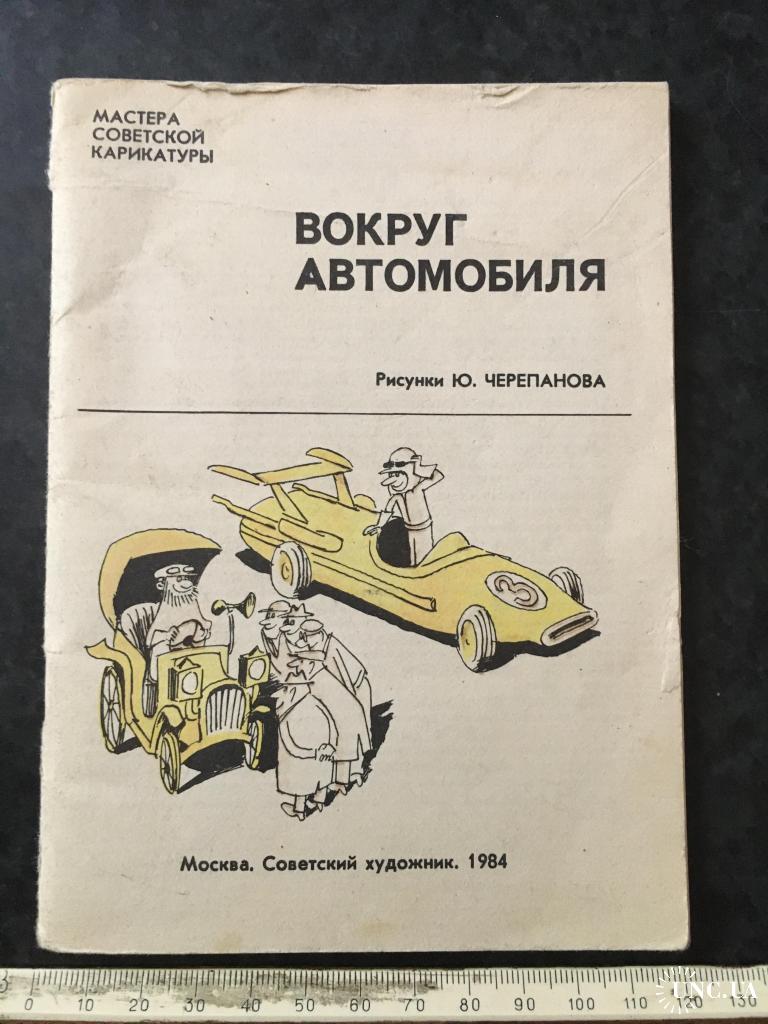 МАСТЕРА
СОВЕТСКОЙ
КАРИКАТУРЫ
ВОКРУГ
АВТОМОБИЛЯ
Рисунки Ю. ЧЕРЕПАНОВА
3
Москва. Советский художник. 1984
0 10 20 30 40 50 60 70 80 90 100 110 120 130
UNC.UA